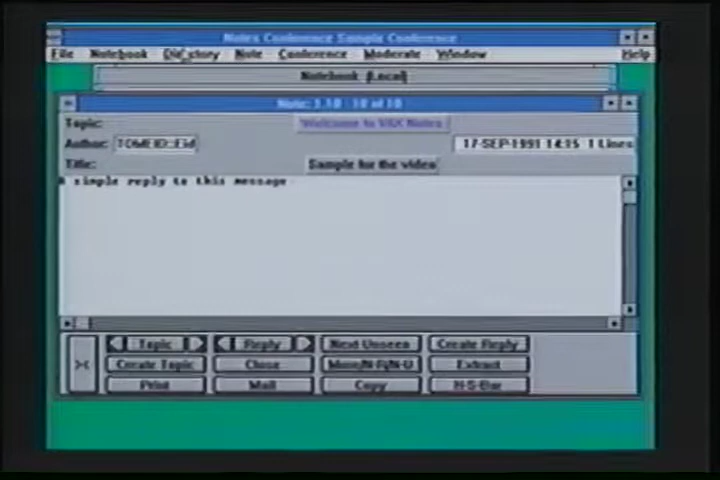 Notes Conference Sample Conference
File Notebook Directory Note Conference Moderate Window Help
Notebook (Local)
Note: 1.10 - 10 of 10
Topic: Welcome to VAX Notes
Author: 17-SEP-1991 14:15 1 Lines
Title: Sample for the video
A simple reply to this message
Topic Reply Next Unseen Create Reply
Create Topic Close Extract
Print Mail Copy H-S-Bar